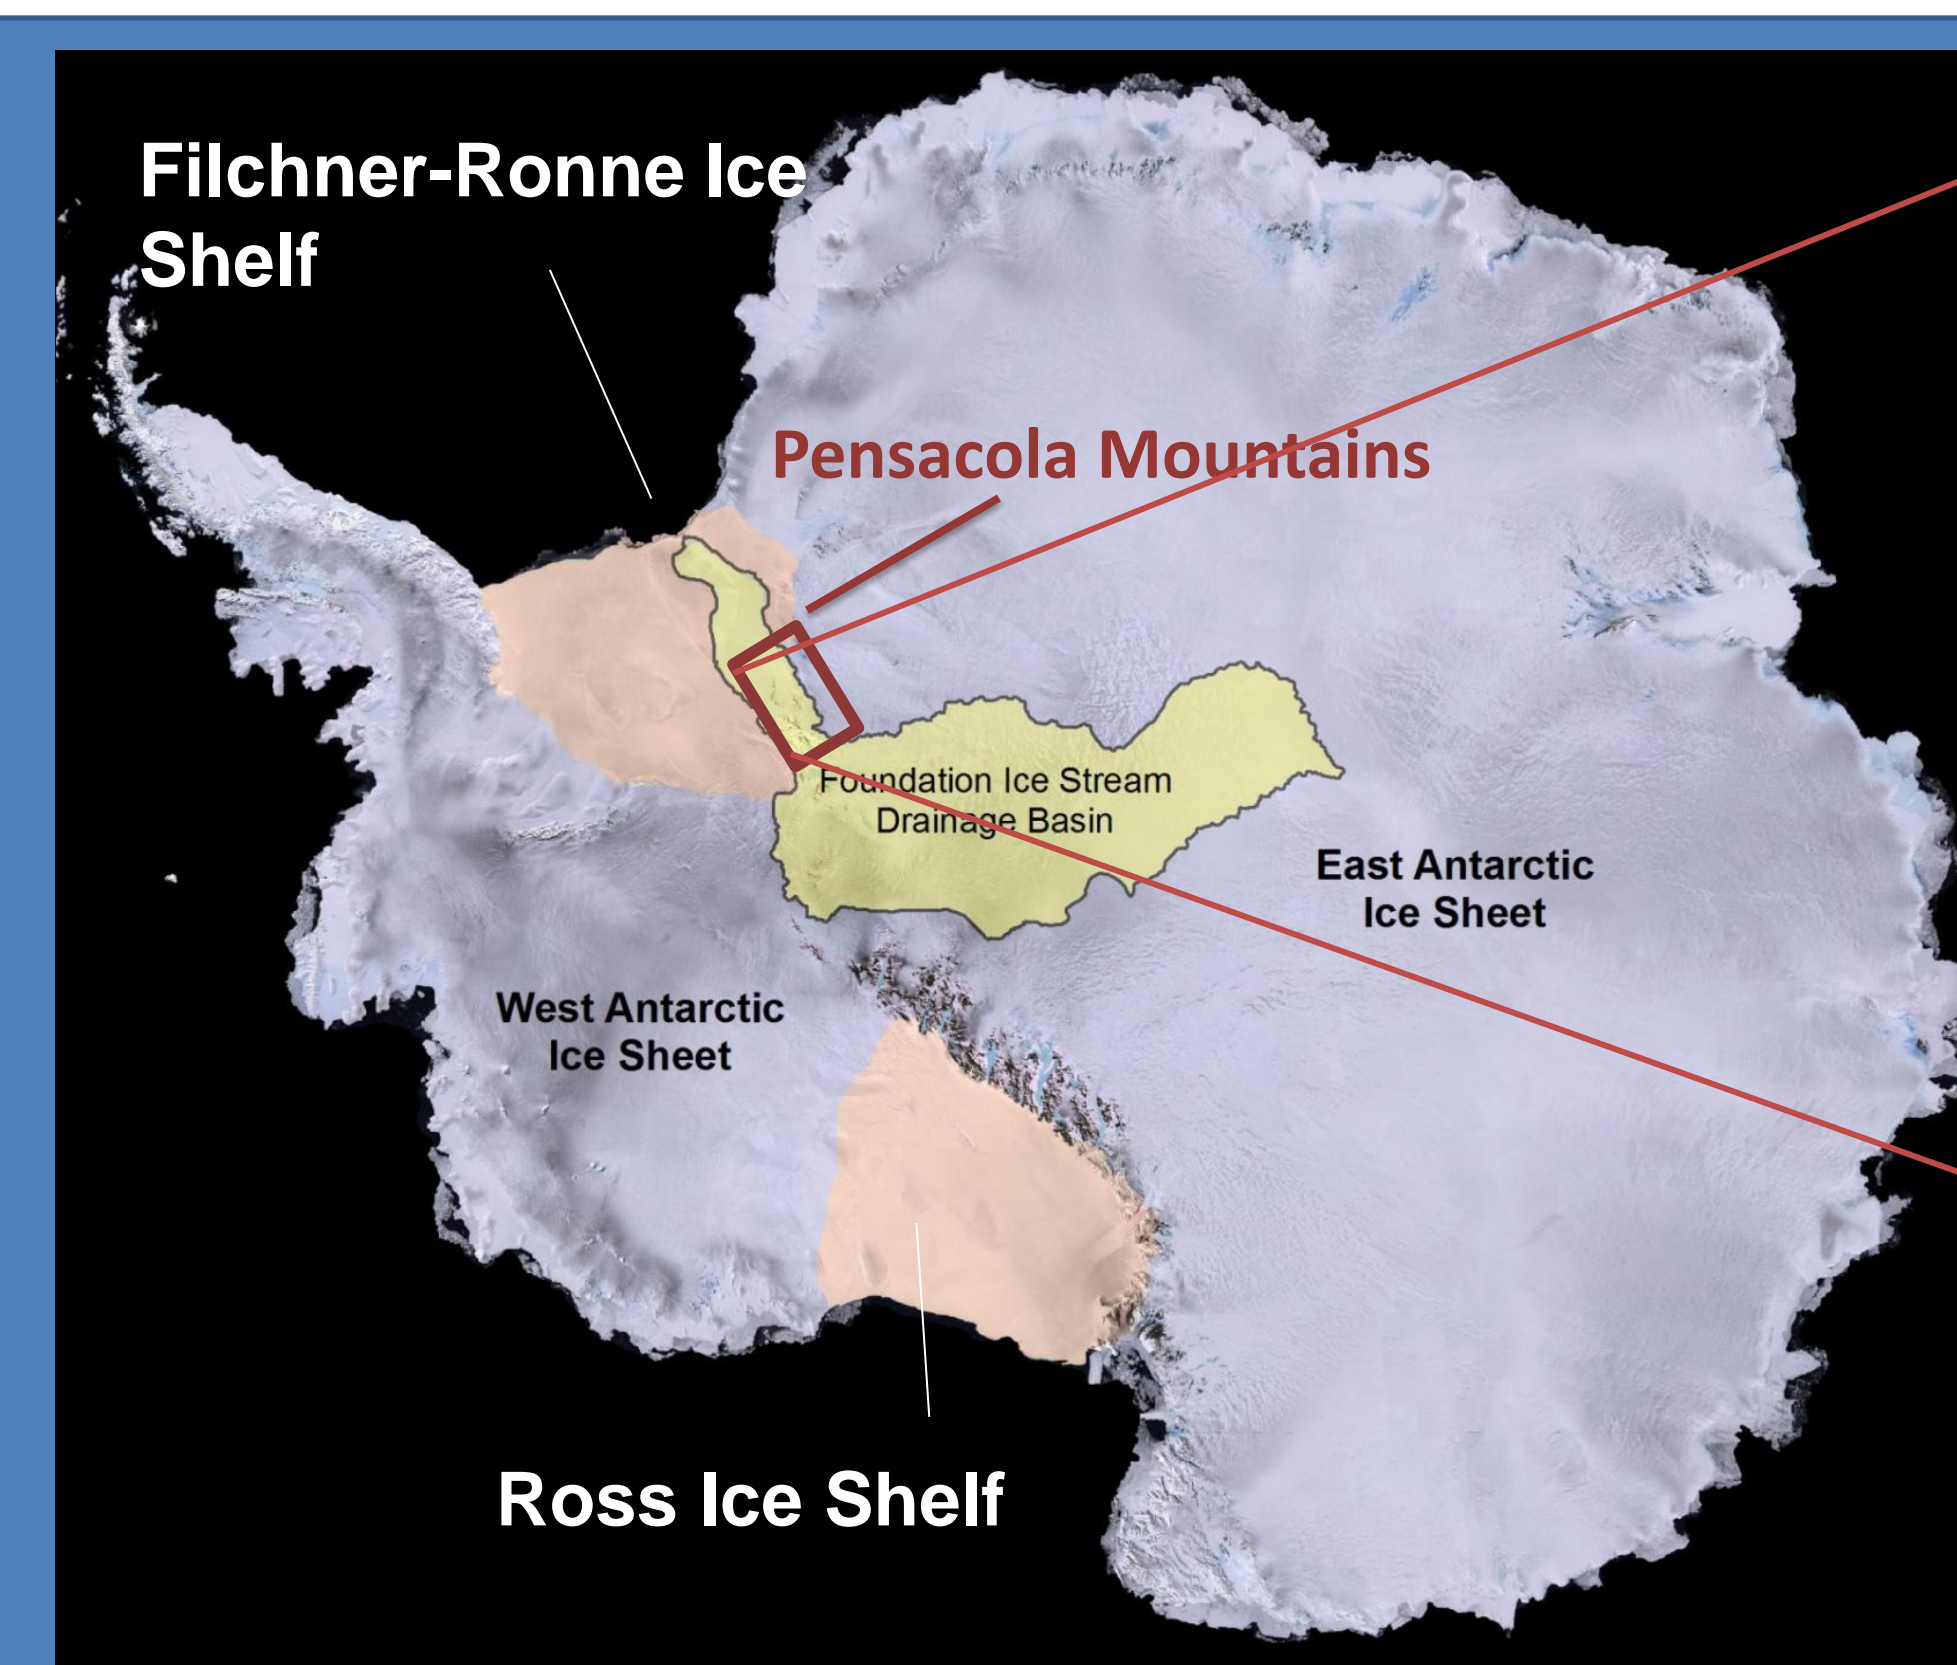 Filchner-Ronne Ice
Shelf
Pensacola Mountains
Foundation Ice Stream
Drainage Basin
East Antarctic
Ice Sheet
West Antarctic
Ice Sheet
Ross Ice Shelf